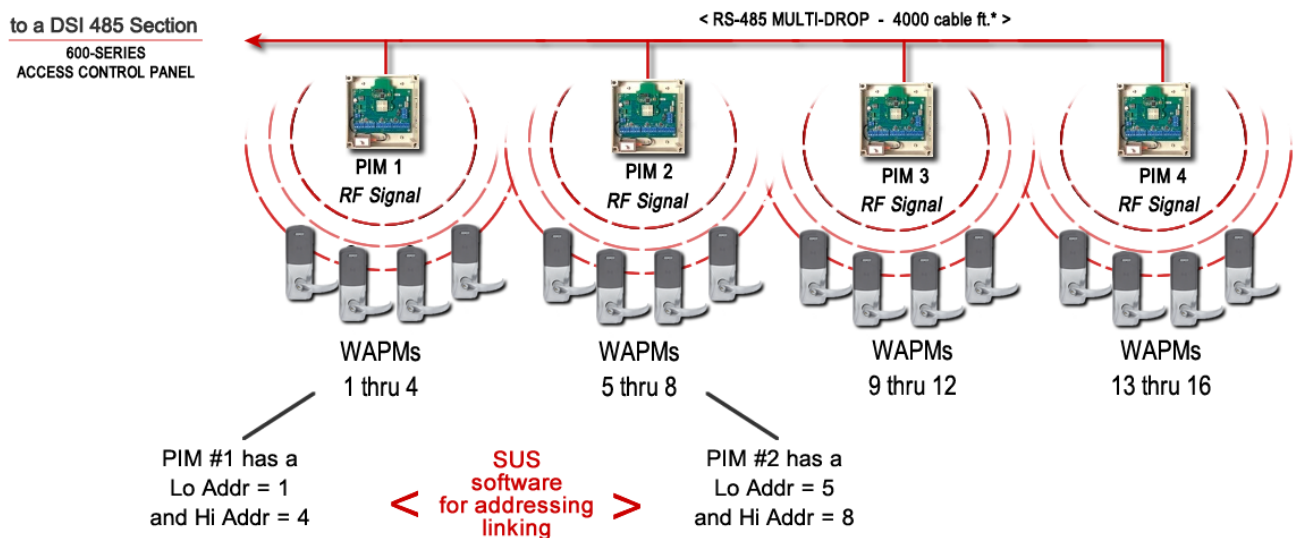 to a DSI 485 Section
600-SERIES
ACCESS CONTROL PANEL
< RS-485 MULTI-DROP - 4000 cable ft.* >
PIM 1
RF Signal
PIM 2
RF Signal
PIM 3
RF Signal
PIM 4
RF Signal
WAPMs
1 thru 4
WAPMs
5 thru 8
WAPMs
9 thru 12
WAPMs
13 thru 16
PIM #1 has a
Lo Addr = 1
and Hi Addr = 4
< SUS
software
for addressing
linking >
PIM #2 has a
Lo Addr = 5
and Hi Addr = 8